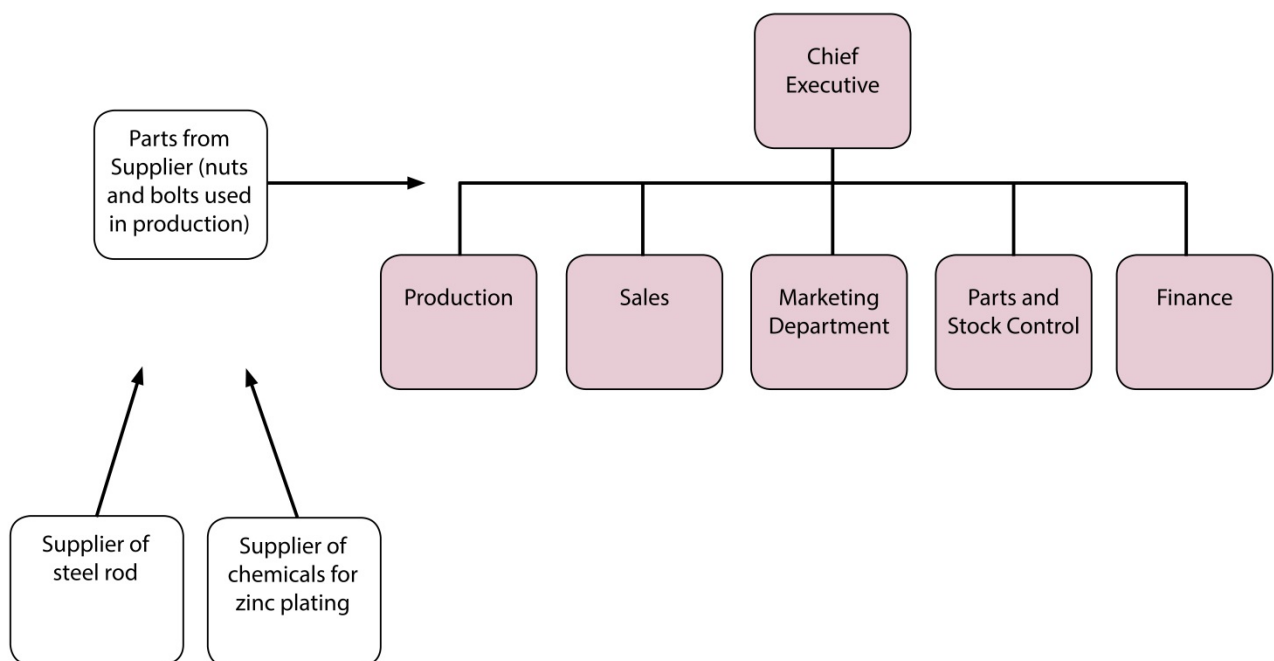 Chief
Executive
Parts from
Supplier (nuts
and bolts used
in production)
Production
Sales
Marketing
Department
Parts and
Stock Control
Finance
Supplier of
steel rod
Supplier of
chemicals for
zinc plating